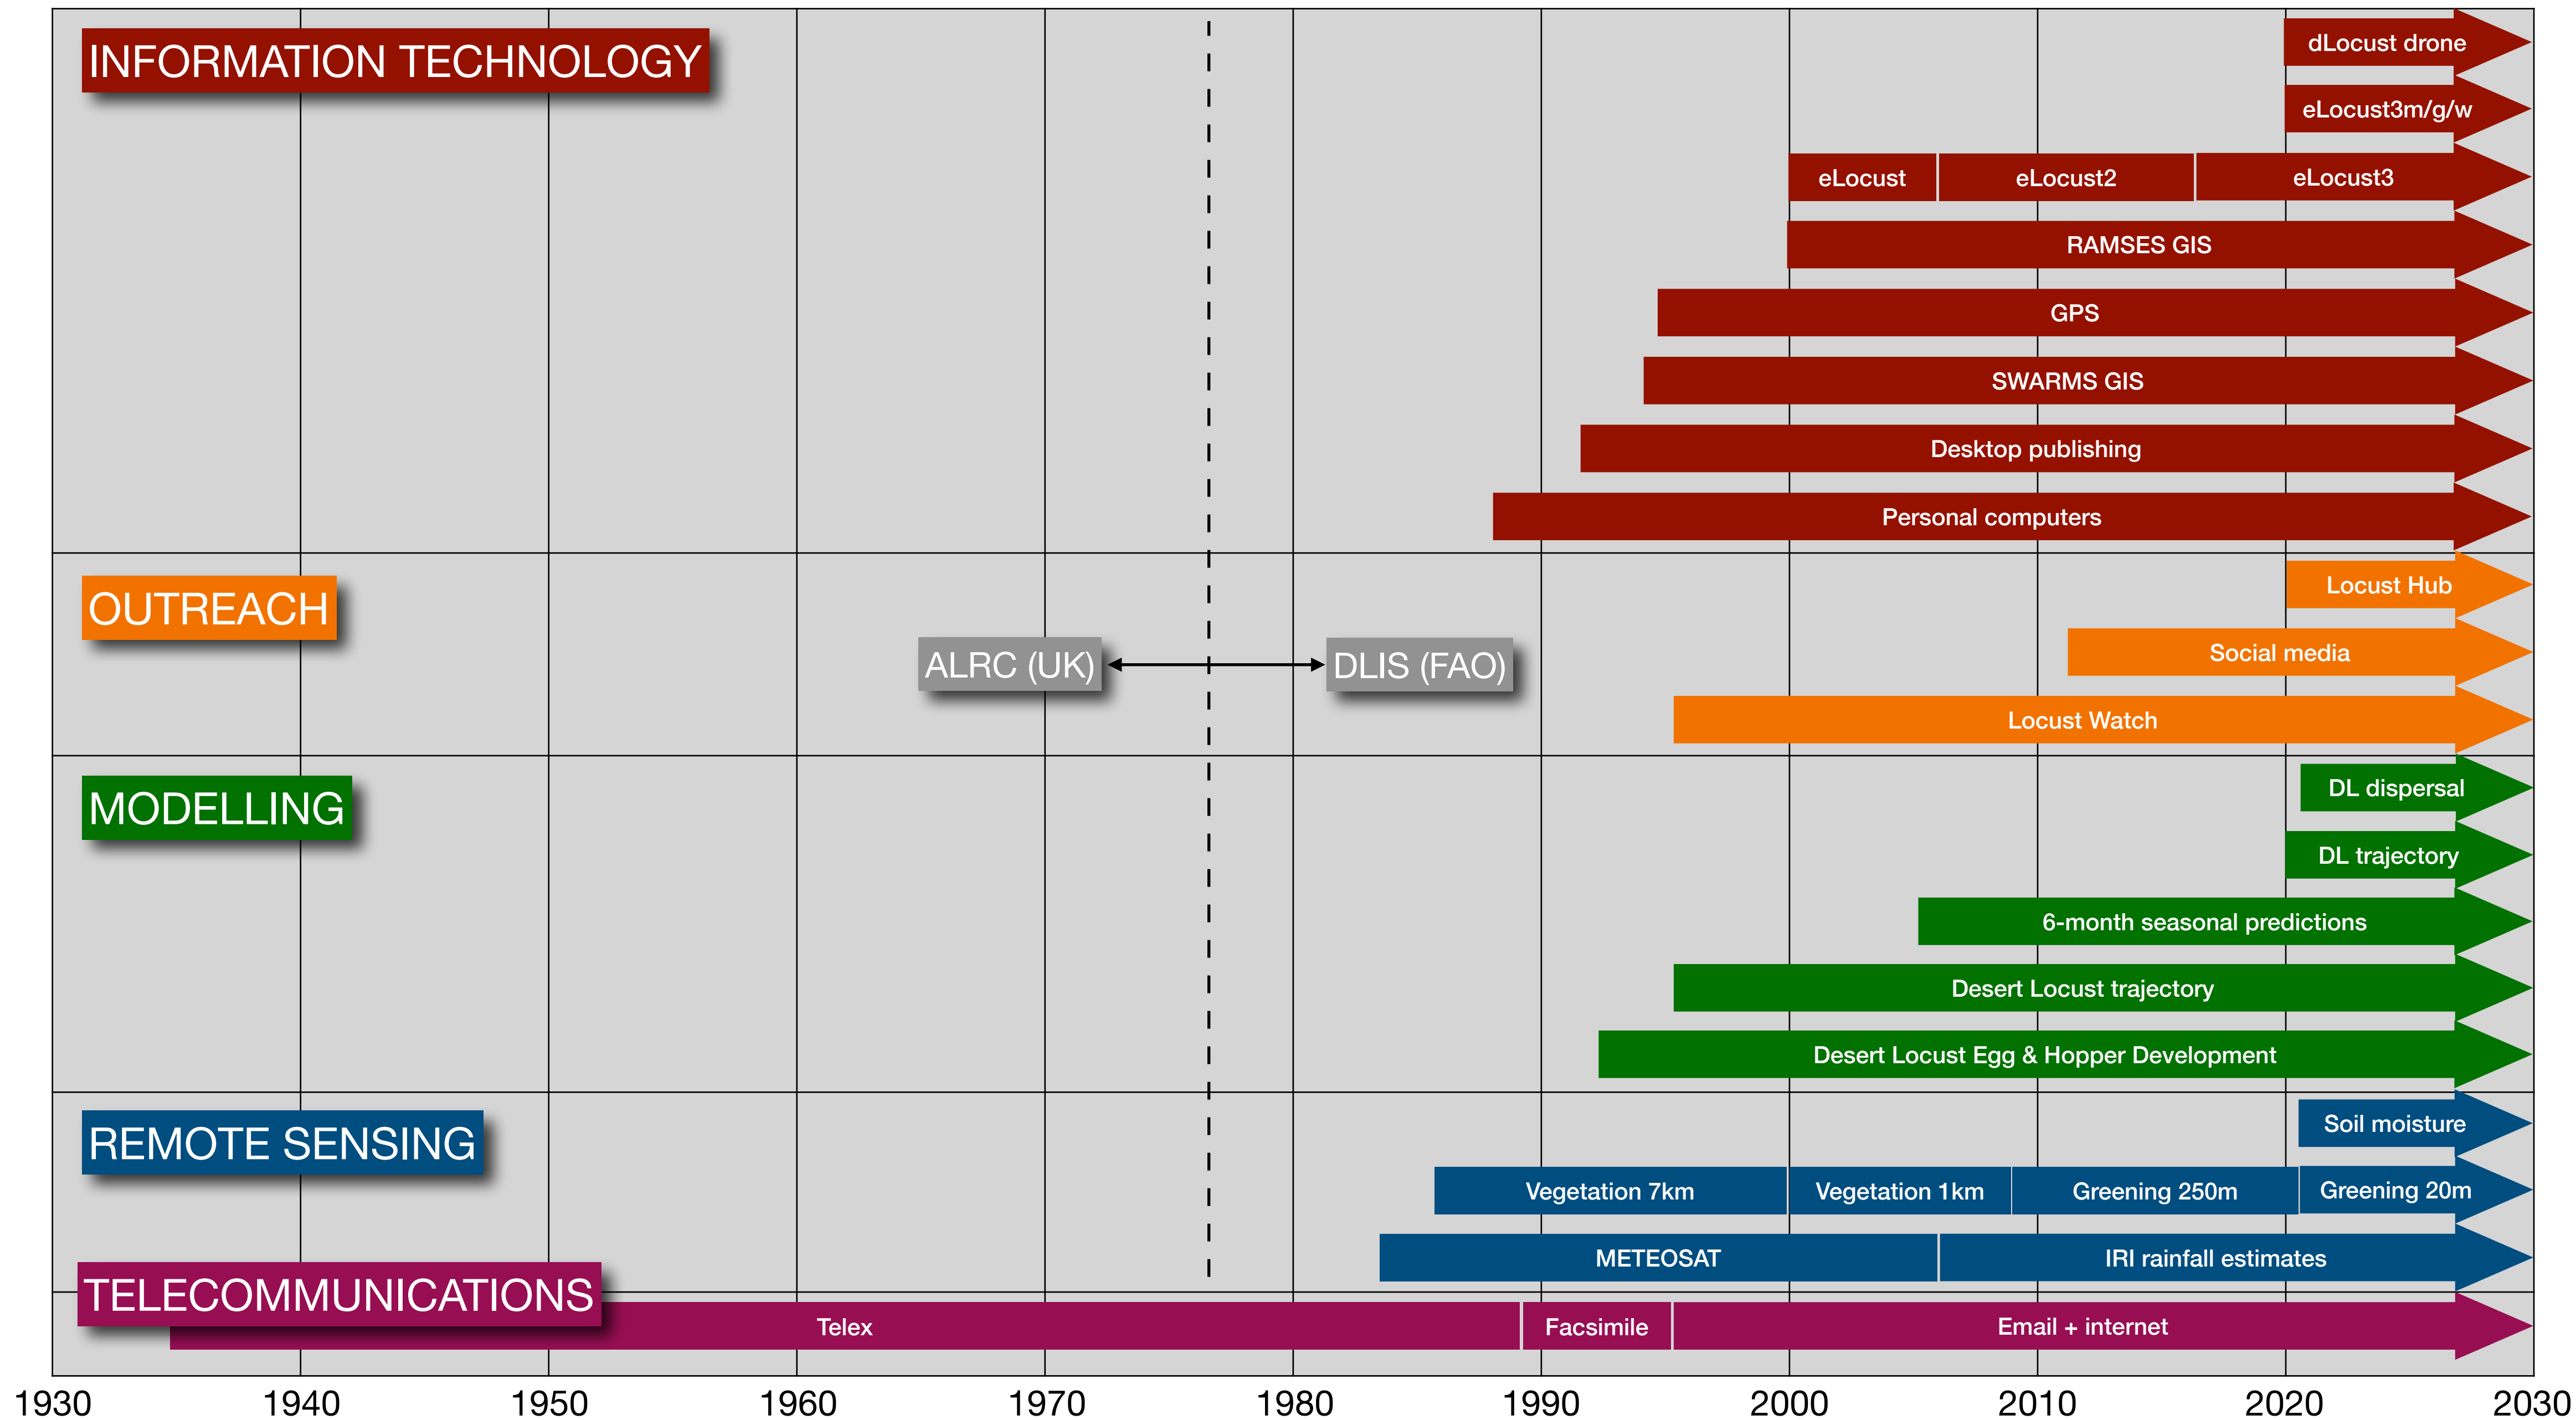 INFORMATION TECHNOLOGY
dLocust drone
eLocust3m/g/w
eLocust eLocust2 eLocust3
RAMSES GIS
GPS
SWARMS GIS
Desktop publishing
Personal computers
OUTREACH
Locust Hub
ALRC (UK) DLIS (FAO)
Social media
Locust Watch
MODELLING
DL dispersal
DL trajectory
6-month seasonal predictions
Desert Locust trajectory
Desert Locust Egg & Hopper Development
REMOTE SENSING
Soil moisture
Vegetation 7km Vegetation 1km Greening 250m Greening 20m
METEOSAT IRI rainfall estimates
TELECOMMUNICATIONS
Telex Facsimile Email + internet
1930 1940 1950 1960 1970 1980 1990 2000 2010 2020 2030